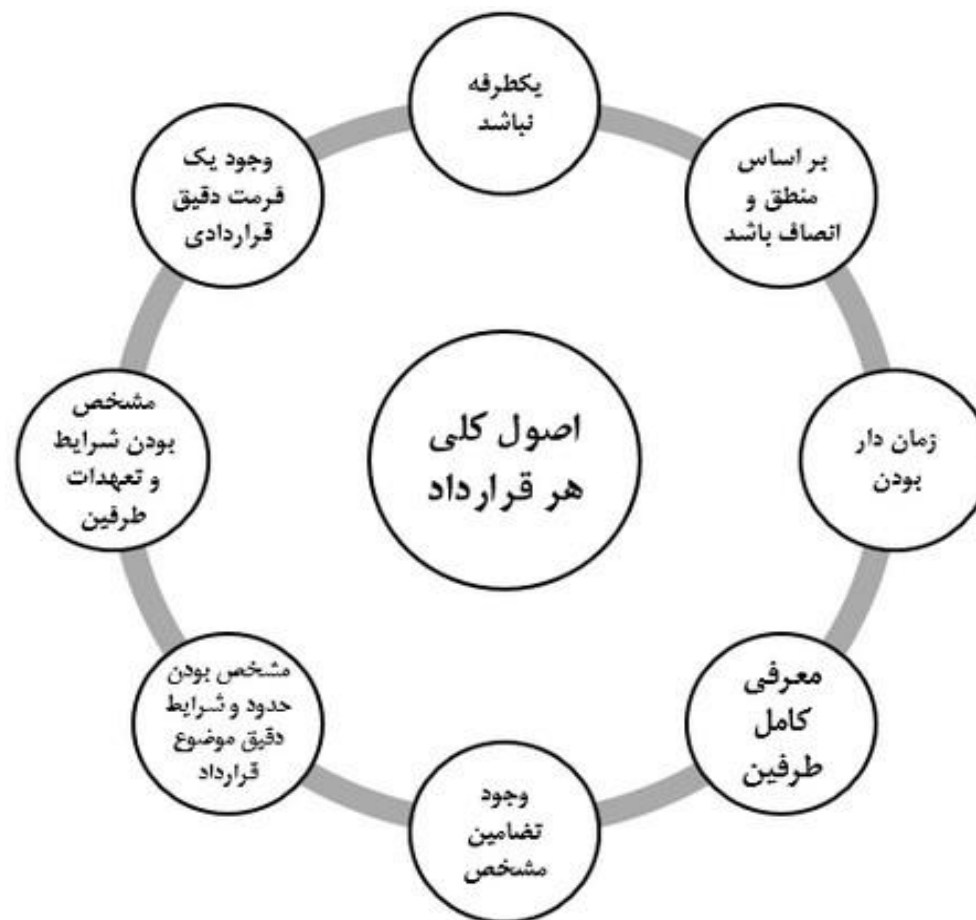 یکطرفه
نباشد
بر اساس
منطق و
انصاف باشد
زمان دار
بودن
معرفی
کامل
طرفین
وجود
تضامین
مشخص
مشخص بودن
حدود و شرایط
دقیق موضوع
قرارداد
مشخص
بودن شرایط
و تعهدات
طرفین
وجود یک
فرمت دقیق
قراردادی
اصول کلی
هر قرارداد